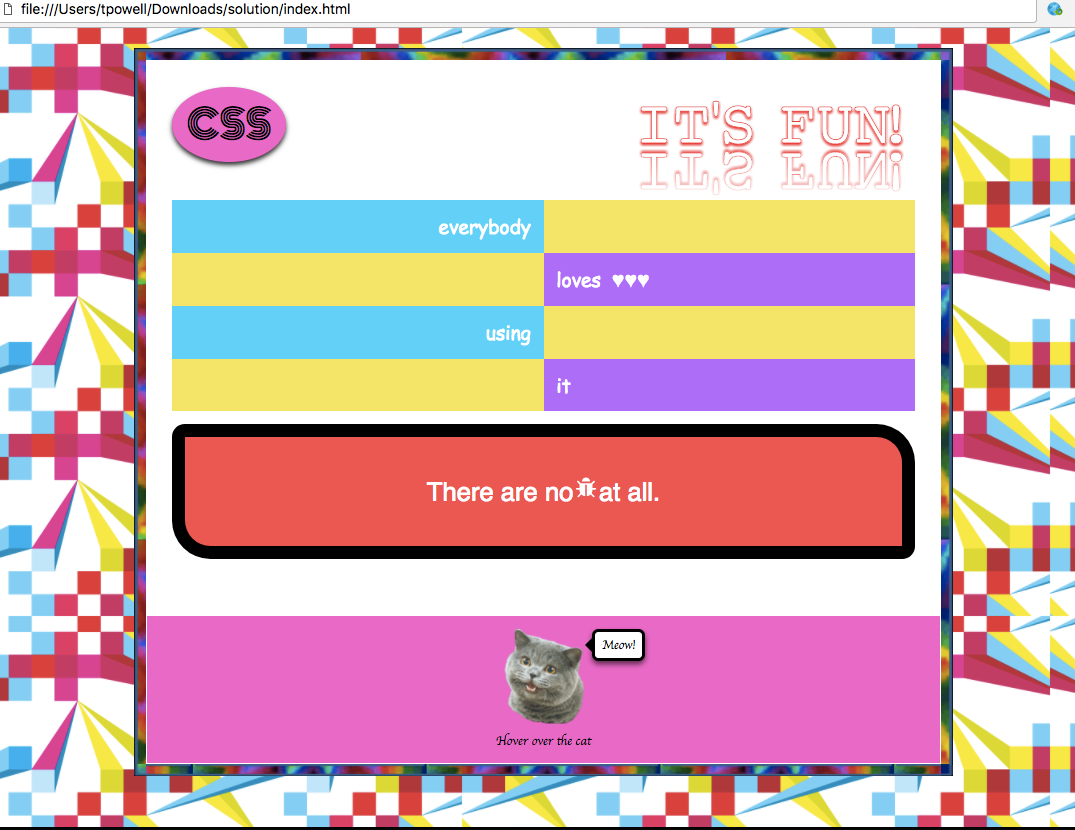 file:///Users/tpowell/Downloads/solution/index.html
CSS
IT'S FUN!
everybody
loves ♥♥♥
using
it
There are no at all.
Meow!
Hover over the cat